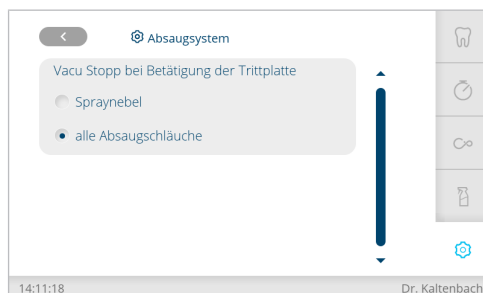 Absaugsystem
Vacu Stopp bei Betätigung der Trittplatte
Spraynebel
alle Absaugschläuche
14:11:18
Dr. Kaltenbach